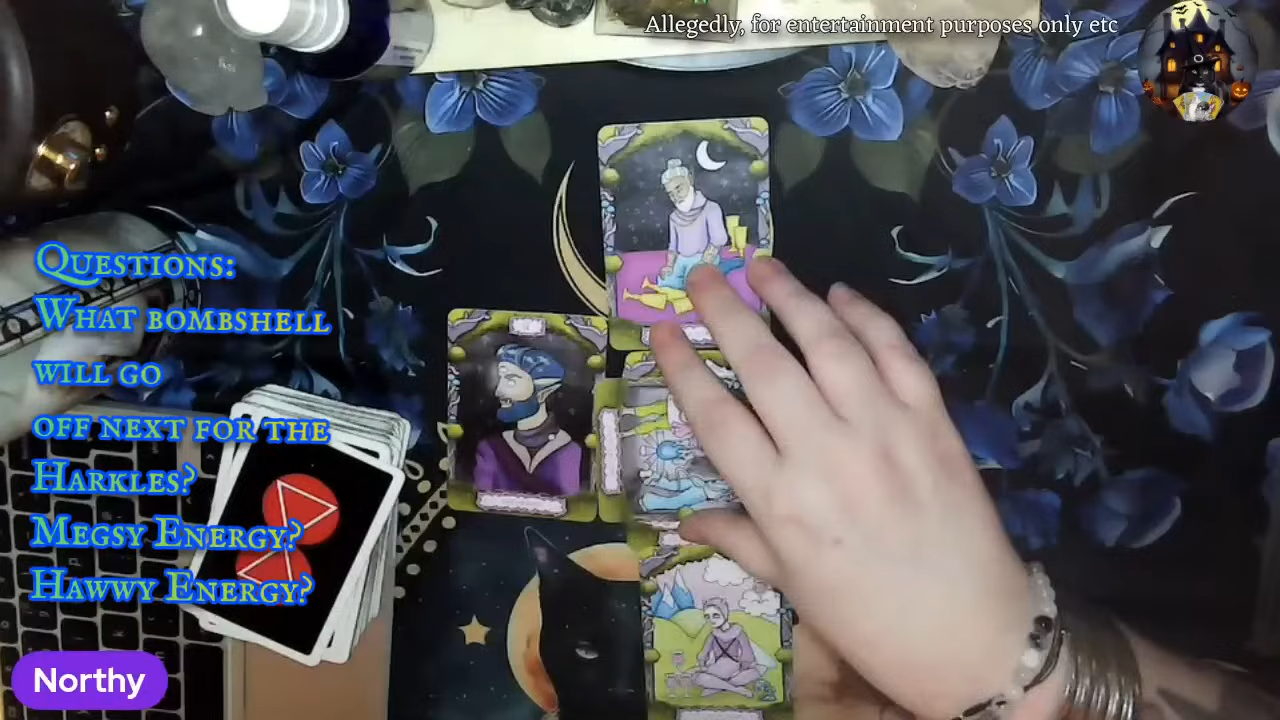 Allegedly, for entertainment purposes only etc
Questions:
What bombshell
will go
off next for the
Harkles?
Megsy Energy?
Hawwy Energy?
Northy